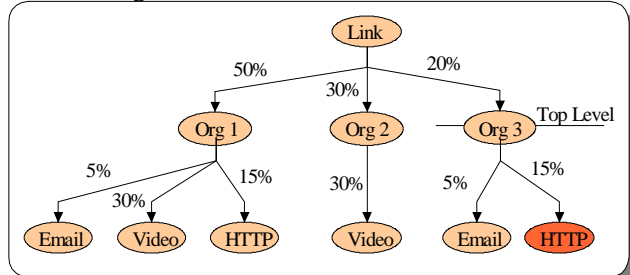 Link
50%
30%
20%
Org 1
Org 2
Org 3
Top Level
5%
30%
15%
30%
5%
15%
Email
Video
HTTP
Video
Email
HTTP